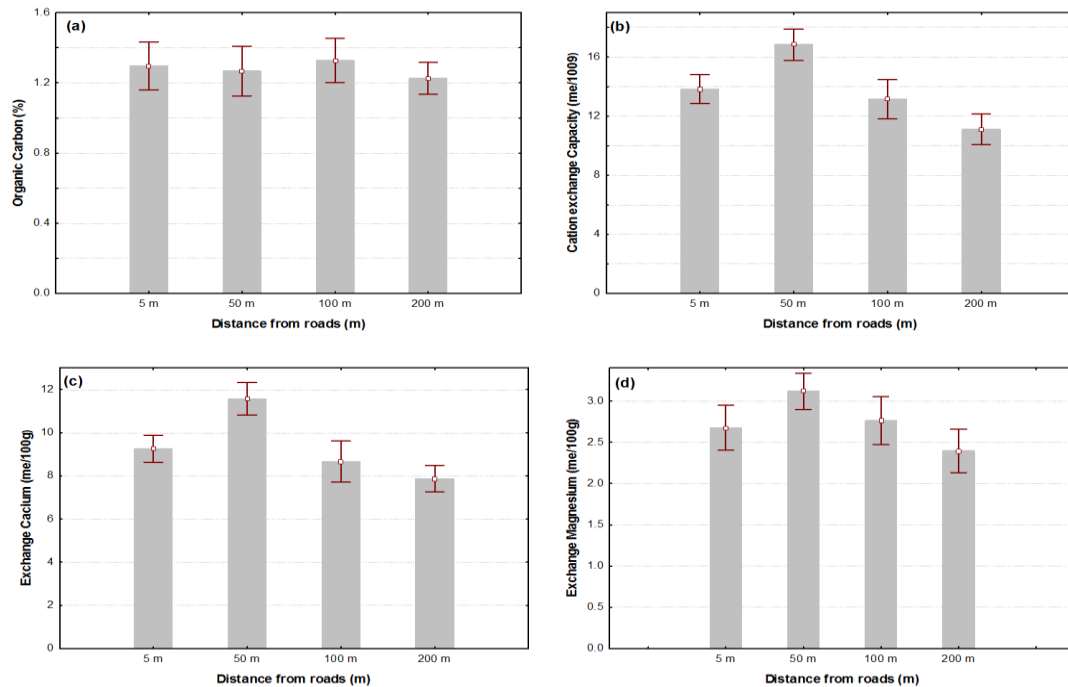 (a)
Organic Carbon (%)
1.6
1.2
0.8
0.4
0.0
5 m 50 m 100 m 200 m
Distance from roads (m)
(b)
Cation exchange Capacity (me/1009)
16
12
8
4
0
5 m 50 m 100 m 200 m
Distance from roads (m)
(c)
Exchange Cacium (me/100g)
12
10
8
6
4
2
0
5 m 50 m 100 m 200 m
Distance from roads (m)
(d)
Exchange Magnesium (me/100g)
3.0
2.5
2.0
1.5
1.0
0.5
0.0
5 m 50 m 100 m 200 m
Distance from roads (m)